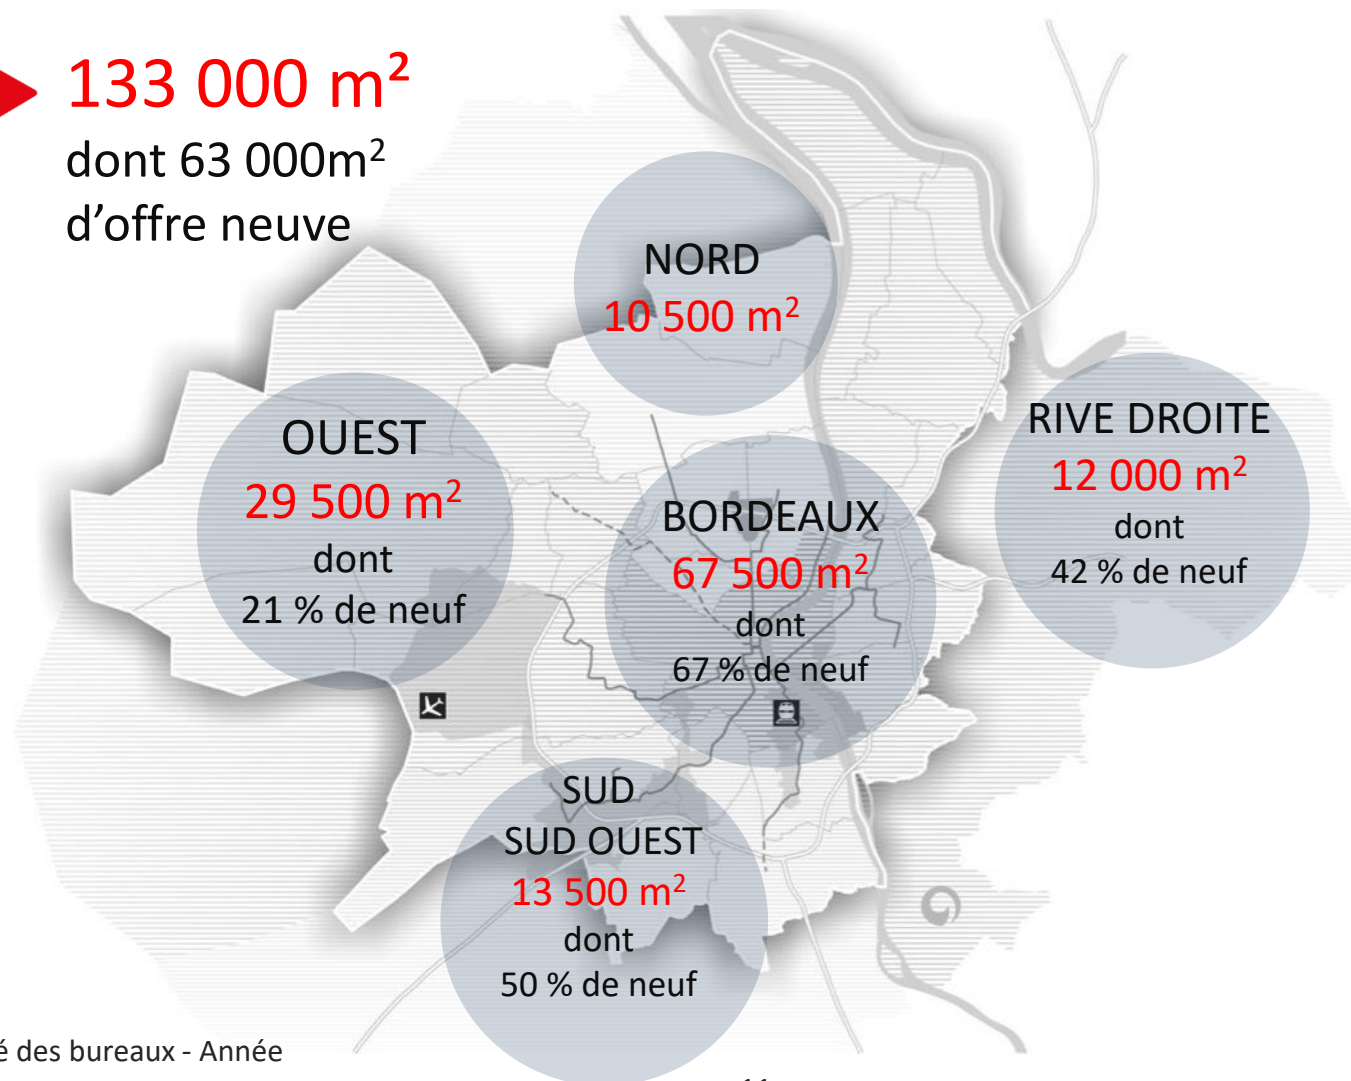 133 000 m²
dont 63 000m²
d’offre neuve
NORD
10 500 m²
OUEST
29 500 m²
dont
21 % de neuf
BORDEAUX
67 500 m²
dont
67 % de neuf
RIVE DROITE
12 000 m²
dont
42 % de neuf
SUD
SUD OUEST
13 500 m²
dont
50 % de neuf
é des bureaux - Année